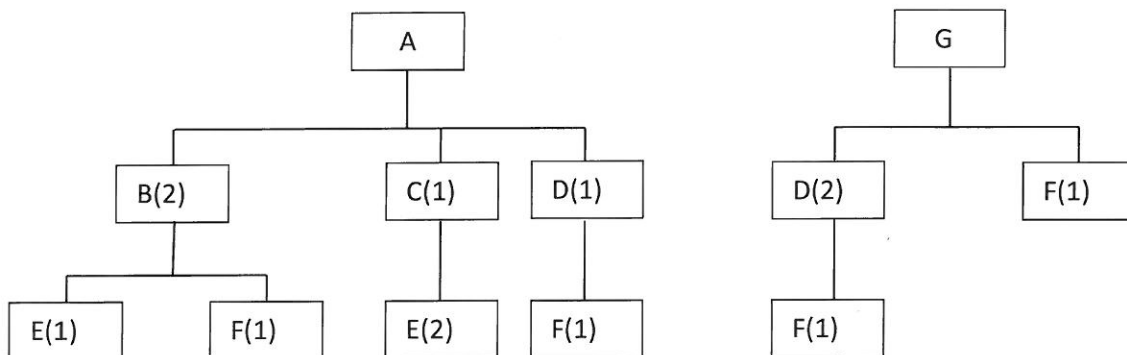 A
G
B(2)
C(1)
D(1)
D(2)
F(1)
E(1)
F(1)
E(2)
F(1)
F(1)